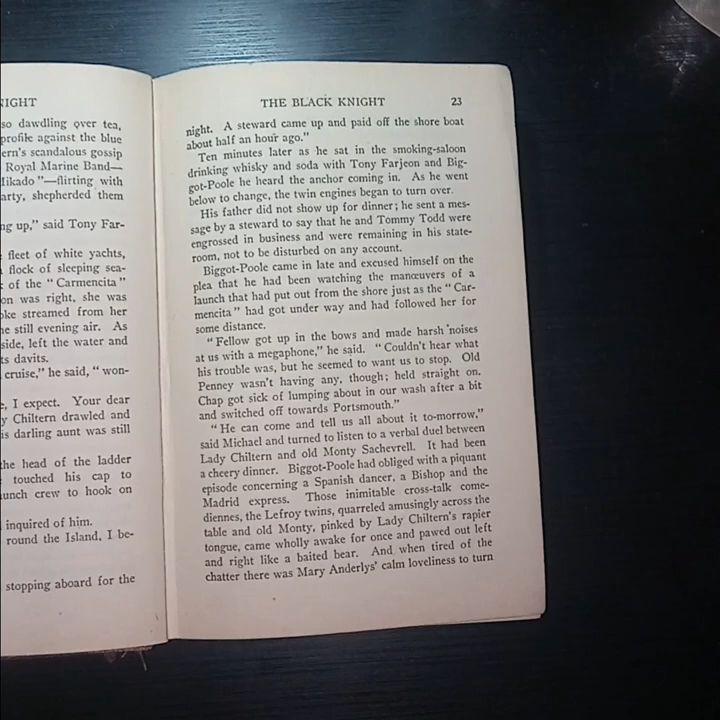 NIGHT
so dawdling over tea,
profile against the blue
ern's scandalous gossip
Royal Marine Band—
Mikado"—flirting with
arty, shepherded them
ng up," said Tony Far-
fleet of white yachts,
flock of sleeping sea-
of the "Carmencita"
on was right, she was
oke streamed from her
he still evening air. As
side, left the water and
ts davits.
cruise," he said, "won-
e, I expect. Your dear
y Chiltern drawled and
is darling aunt was still
the head of the ladder
touched his cap to
unch crew to hook on
inquired of him.
round the Island, I be-
stopping aboard for the
THE BLACK KNIGHT 23
night. A steward came up and paid off the shore boat
about half an hour ago."
Ten minutes later as he sat in the smoking-saloon
drinking whisky and soda with Tony Farjeon and Big-
got-Poole he heard the anchor coming in. As he went
below to change, the twin engines began to turn over.
His father did not show up for dinner; he sent a mes-
sage by a steward to say that he and Tommy Todd were
engrossed in business and were remaining in his state-
room, not to be disturbed on any account.
Biggot-Poole came in late and excused himself on the
plea that he had been watching the manœuvres of a
launch that had put out from the shore just as the "Car-
mencita" had got under way and had followed her for
some distance.
"Fellow got up in the bows and made harsh noises
at us with a megaphone," he said. "Couldn't hear what
his trouble was, but he seemed to want us to stop. Old
Penney wasn't having any, though; held straight on.
Chap got sick of lumping about in our wash after a bit
and switched off towards Portsmouth."
"He can come and tell us all about it to-morrow,"
said Michael and turned to listen to a verbal duel between
Lady Chiltern and old Monty Sachevrell. It had been
a cheery dinner. Biggot-Poole had obliged with a piquant
episode concerning a Spanish dancer, a Bishop and the
Madrid express. Those inimitable cross-talk come-
diennes, the Lefroy twins, quarreled amusingly across the
table and old Monty, pinked by Lady Chiltern's rapier
tongue, came wholly awake for once and pawed out left
and right like a baited bear. And when tired of the
chatter there was Mary Anderlys' calm loveliness to turn